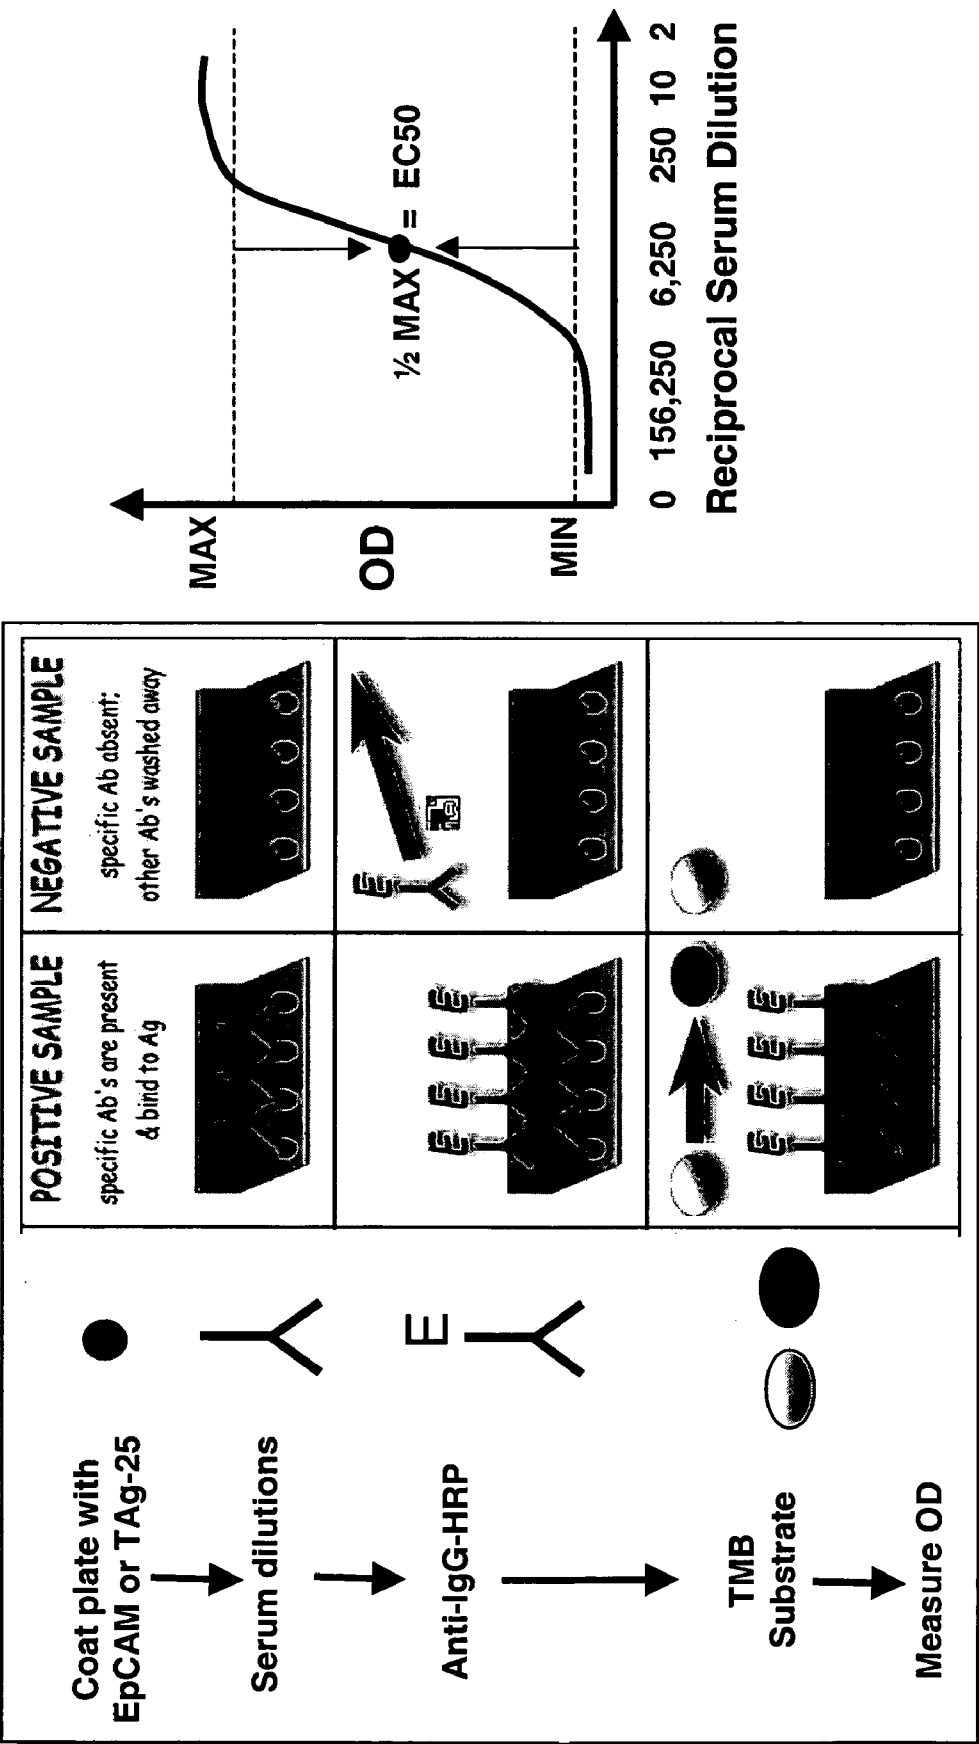 Coat plate with
EpCAM or TAg-25
Serum dilutions
Anti-IgG-HRP
E
TMB
Substrate
Measure OD
POSITIVE SAMPLE
specific Ab's are present
& bind to Ag
NEGATIVE SAMPLE
specific Ab absent;
other Ab's washed away
MAX
OD
MIN
½ MAX = EC50
0 156,250 6,250 250 10 2
Reciprocal Serum Dilution